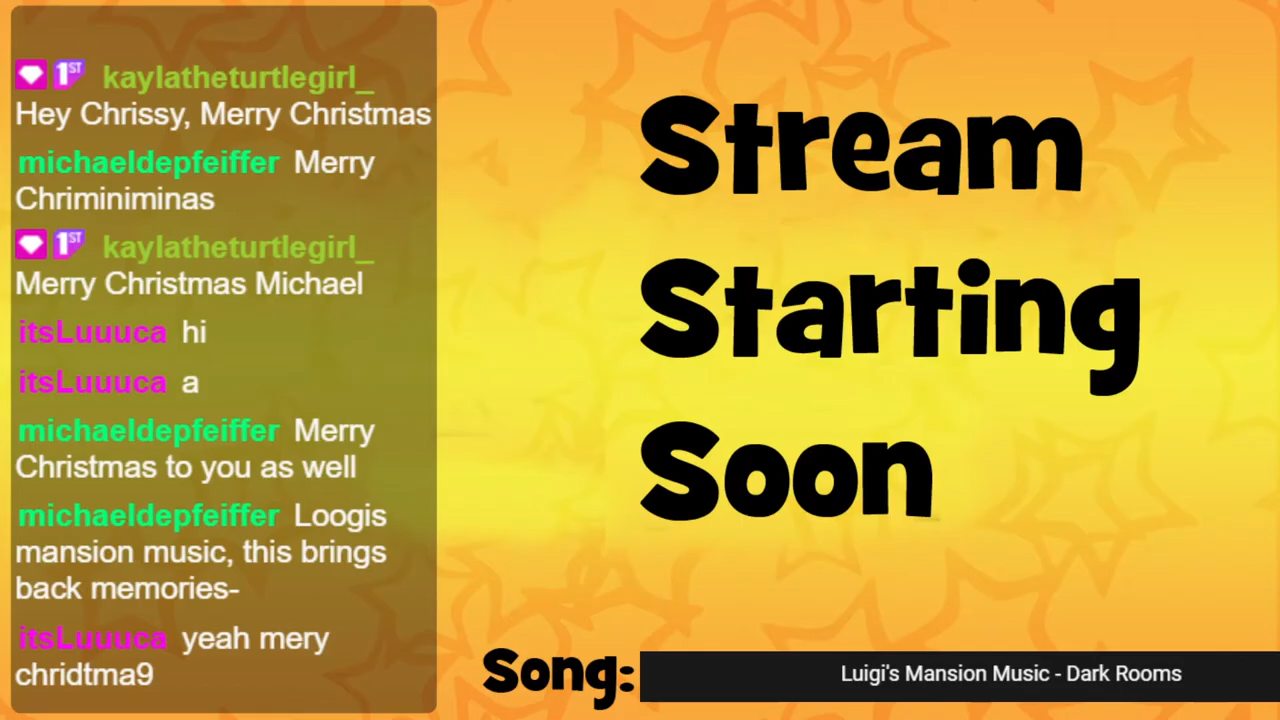 1ST kaylatheturtlegirl_
Hey Chrissy, Merry Christmas
michaeldepfeiffer Merry
Chriminiminas
1ST kaylatheturtlegirl_
Merry Christmas Michael
itsLuuuca hi
itsLuuuca a
michaeldepfeiffer Merry
Christmas to you as well
michaeldepfeiffer Loogis
mansion music, this brings
back memories-
itsLuuuca yeah mery
chridtma9
Stream
Starting
Soon
Song: Luigi's Mansion Music - Dark Rooms